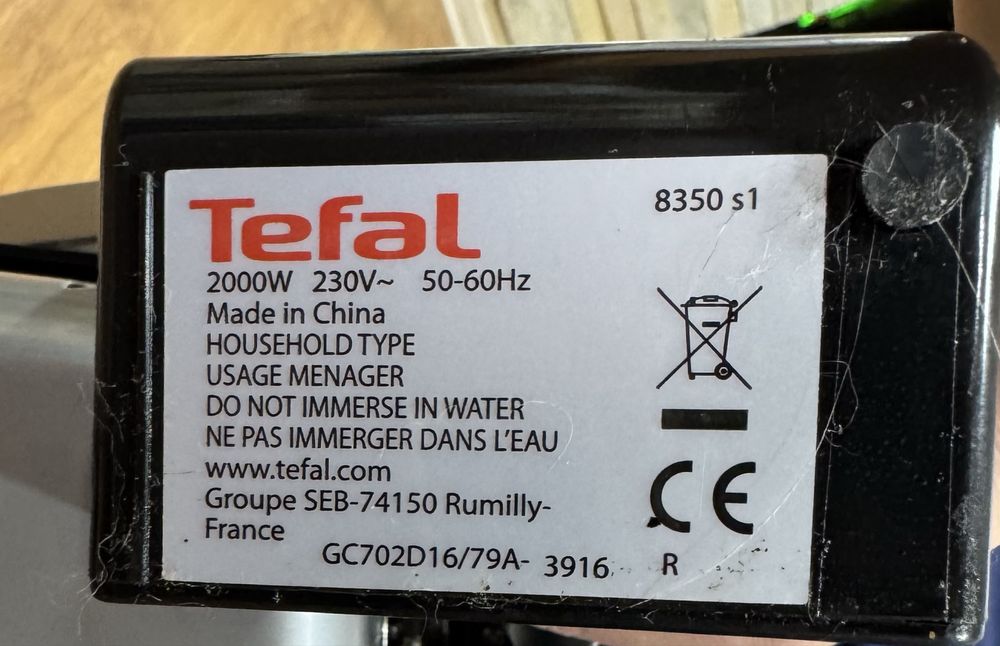 Tefal
8350 s1
2000W 230V~ 50-60Hz
Made in China
HOUSEHOLD TYPE
USAGE MENAGER
DO NOT IMMERSE IN WATER
NE PAS IMMERGER DANS L'EAU
www.tefal.com
Groupe SEB-74150 Rumilly-
France
CE
GC702D16/79A- 3916 R